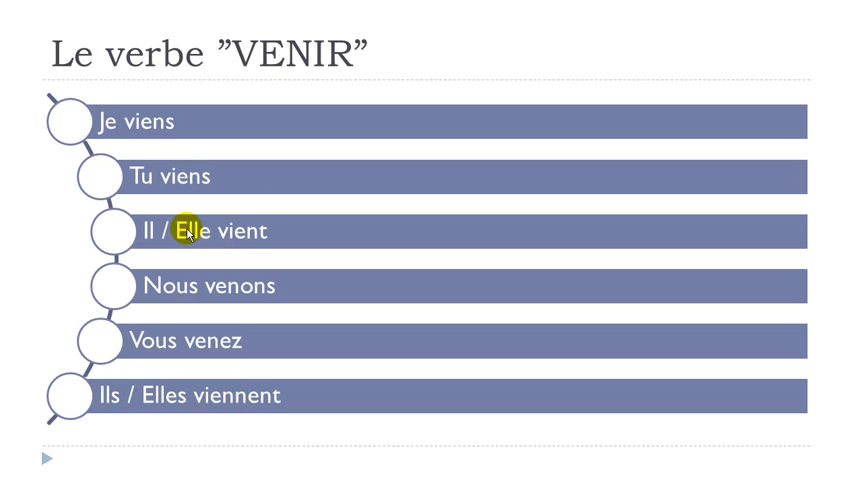 Le verbe ”VENIR”
Je viens
Tu viens
Il / Elle vient
Nous venons
Vous venez
Ils / Elles viennent